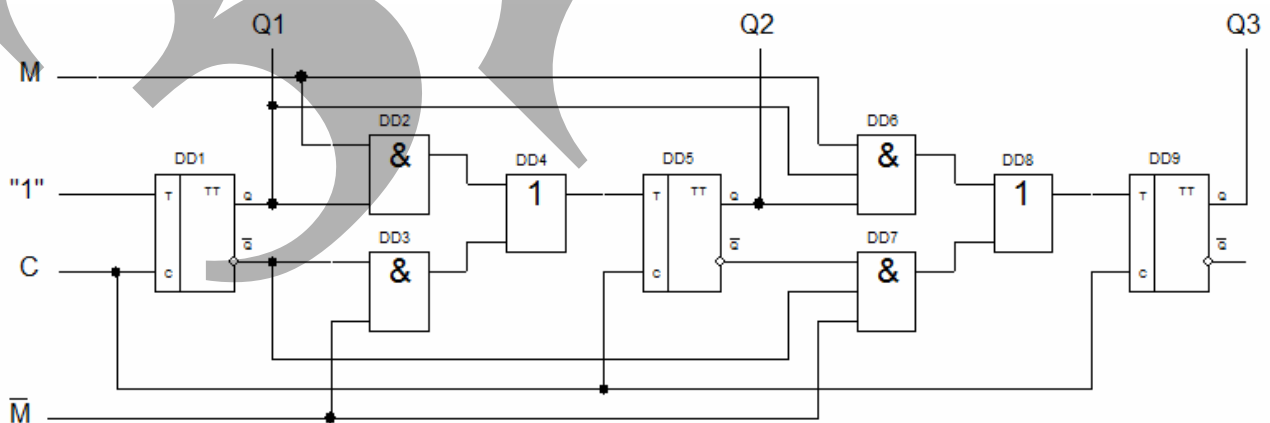 Q1 Q2 Q3
M
DD2 DD6
& &
DD1 DD4 DD5 DD8 DD9
"1" T TT Q 1 T TT Q 1 T TT Q
DD3 DD7
Q̅ & Q̅ & Q̅
C C C C
M̅